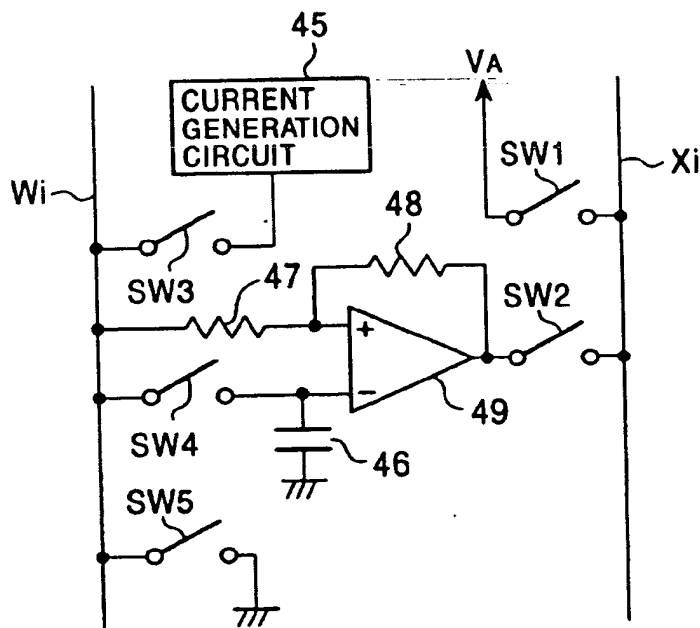 45
VA
CURRENT
GENERATION
CIRCUIT
SW1
Xi
Wi
48
SW3
47
SW2
+
−
49
SW4
46
SW5